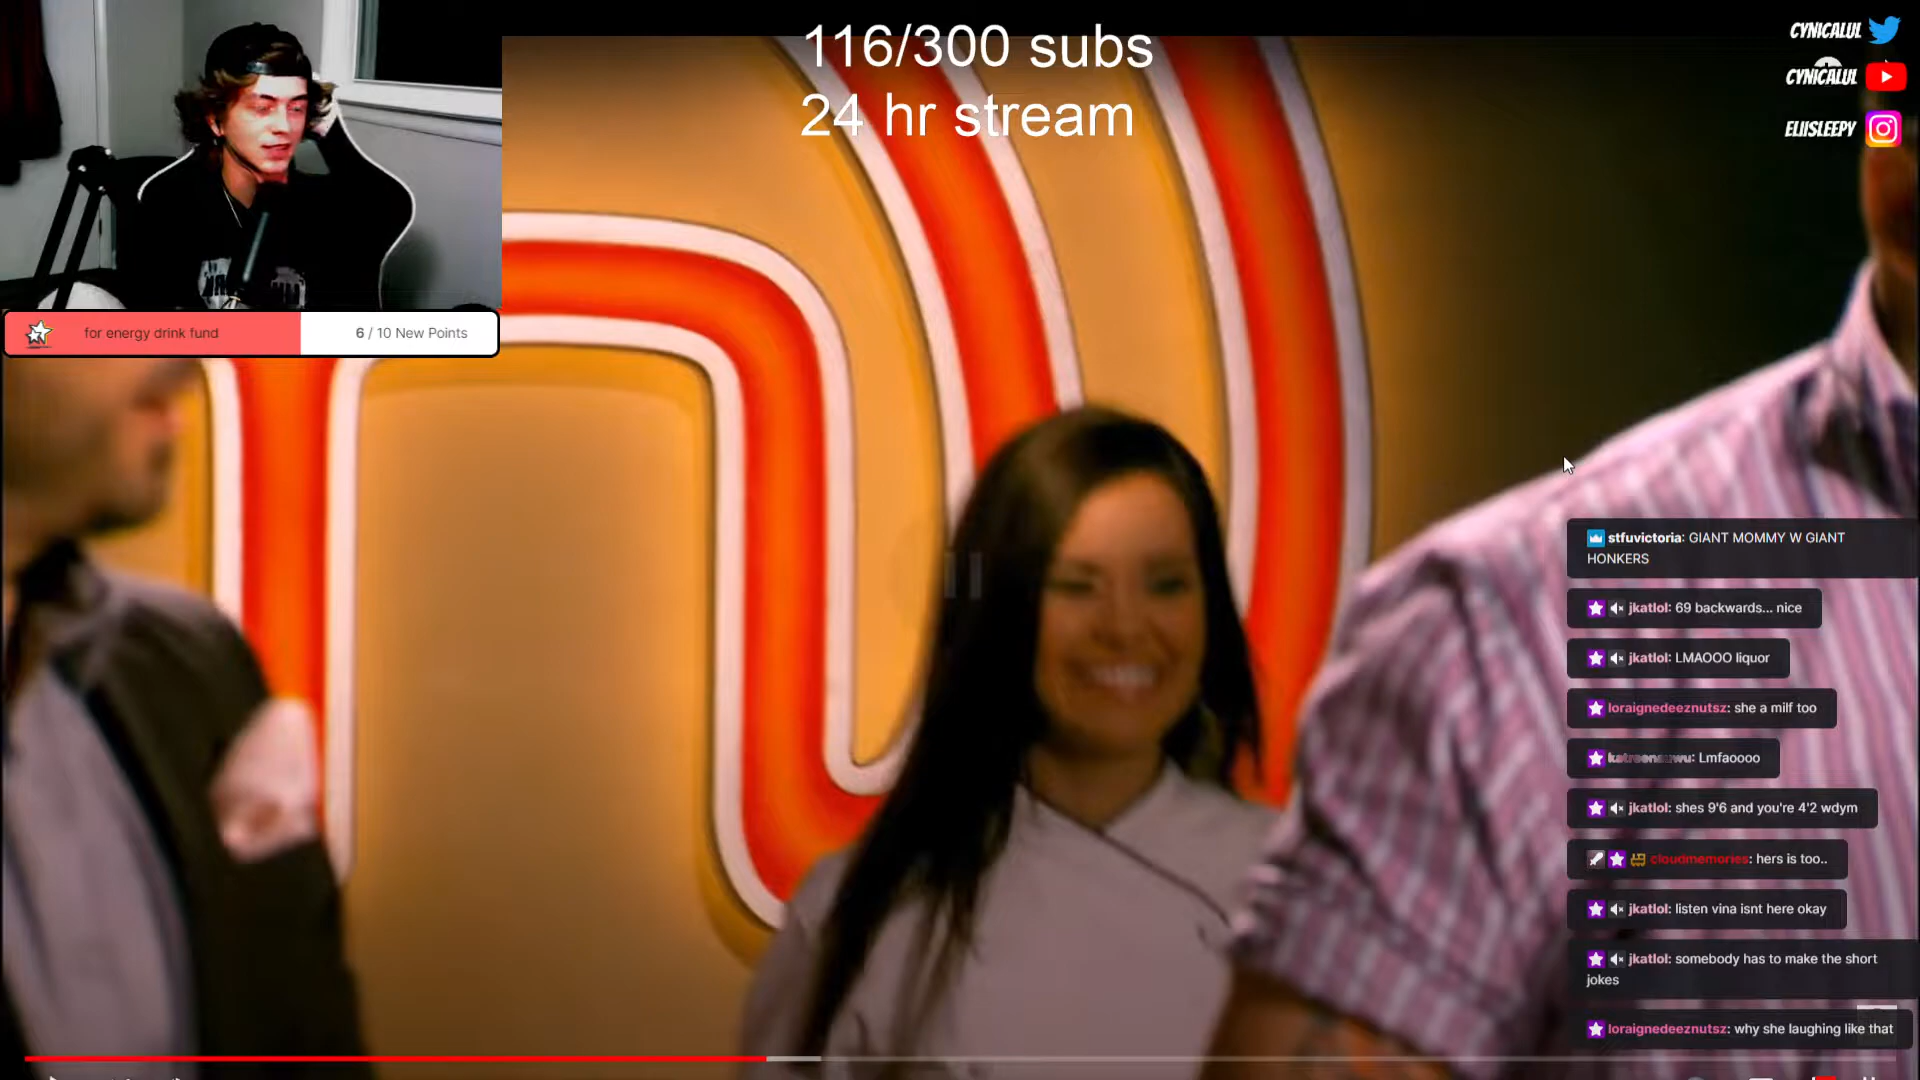 116/300 subs
24 hr stream
CYNICALUL
CYNICALUL
ELIISLEEPY
for energy drink fund
6 / 10 New Points
stfuvictoria: GIANT MOMMY W GIANT
HONKERS
jkatlol: 69 backwards... nice
jkatlol: LMAOOO liquor
loraignedeeznutsz: she a milf too
katreenauwu: Lmfaoooo
jkatlol: shes 9'6 and you're 4'2 wdym
cloudmemories: hers is too..
jkatlol: listen vina isnt here okay
jkatlol: somebody has to make the short
jokes
loraignedeeznutsz: why she laughing like that